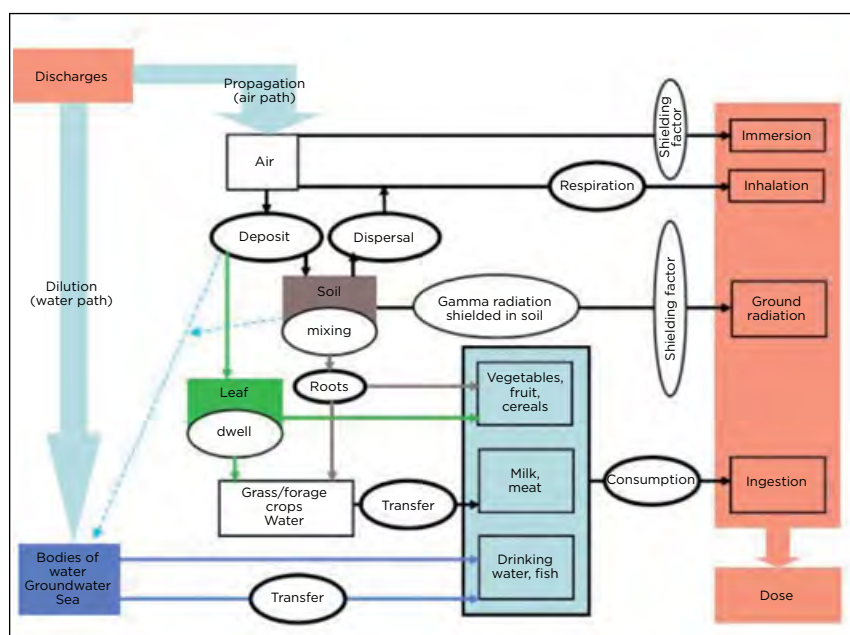 Discharges
Propagation
(air path)
Air
Shielding
factor
Immersion
Respiration
Inhalation
Deposit
Dispersal
Dilution
(water path)
Soil
mixing
Gamma radiation
shielded in soil
Shielding factor
Ground
radiation
Leaf
dwell
Roots
Vegetables,
fruit,
cereals
Grass/forage
crops
Water
Transfer
Milk,
meat
Consumption
Ingestion
Bodies of
water
Groundwater
Sea
Transfer
Drinking
water, fish
Dose